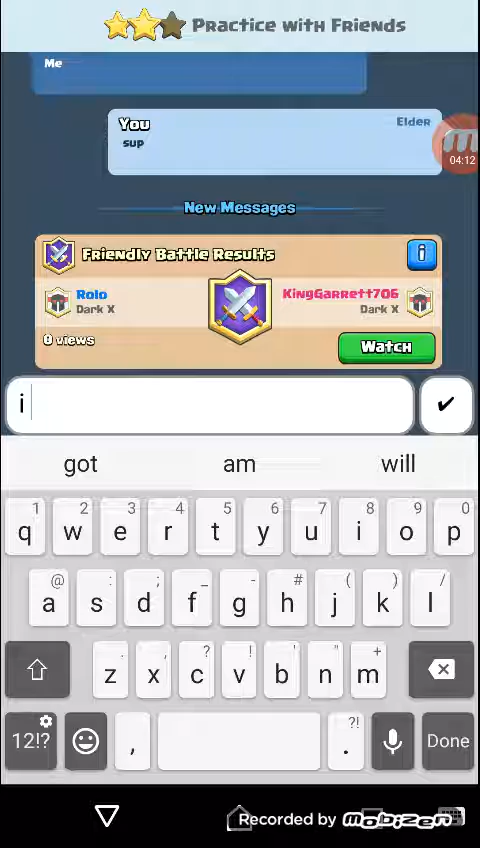 Practice with Friends
Me
You
Elder
sup
04:12
New Messages
Friendly Battle Results
i
Rolo
KingGarrett706
Dark X
Dark X
0 views
Watch
i
✔
got am will
1 2 3 4 5 6 7 8 9 0
q w e r t y u i o p
@ : ; _ - # ( ) /
a s d f g h j k l
. , ? ! ' " +
z x c v b n m
12!? , . ?! Done
Recorded by mobizen